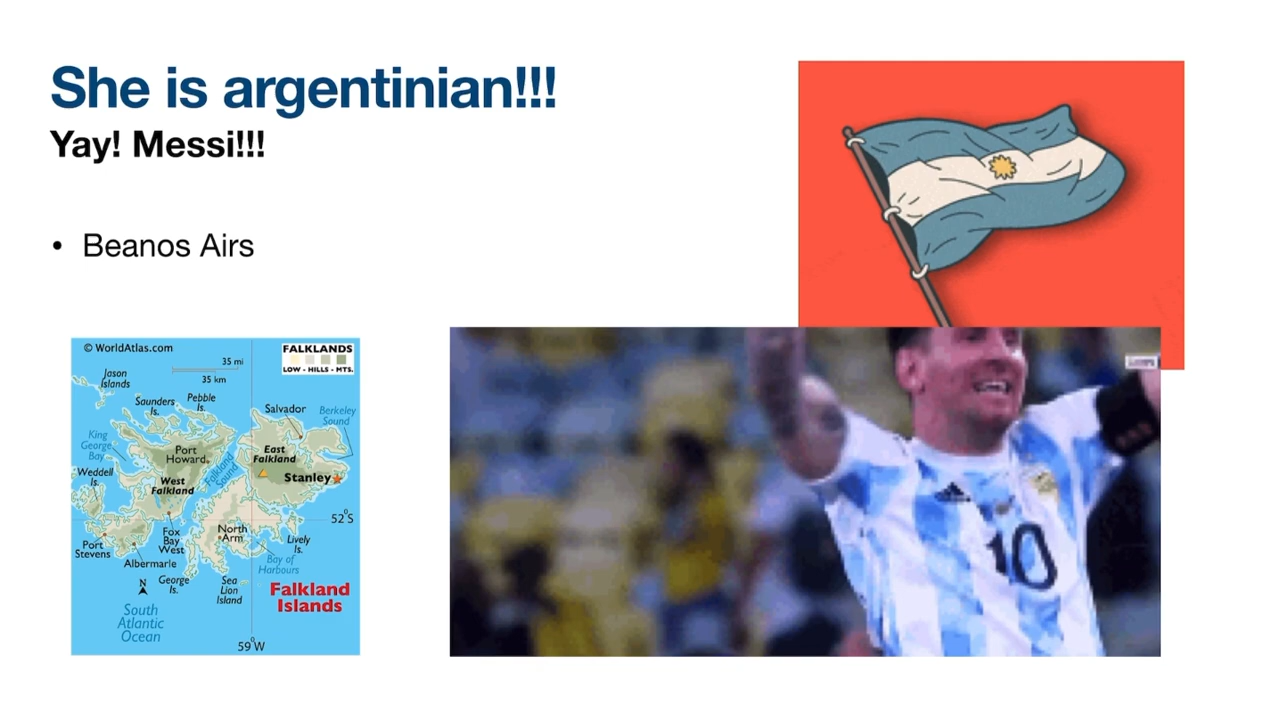 She is argentinian!!!
Yay! Messi!!!
• Beanos Airs
© WorldAtlas.com
35 mi
35 km
FALKLANDS
LOW - HILLS - MTS.
Jason
Islands
Saunders
Is.
Pebble
Is.
Salvador
Berkeley
Sound
King
George
Bay
Port
Howard
East
Falkland
Falkland
Sound
Weddell
Is.
West
Falkland
Stanley
52°S
Port
Stevens
Fox
Bay
West
North
Arm
Lively
Is.
Albermarle
Bay of
Harbours
N
George
Is.
Sea
Lion
Island
Falkland
Islands
South
Atlantic
Ocean
59°W
10